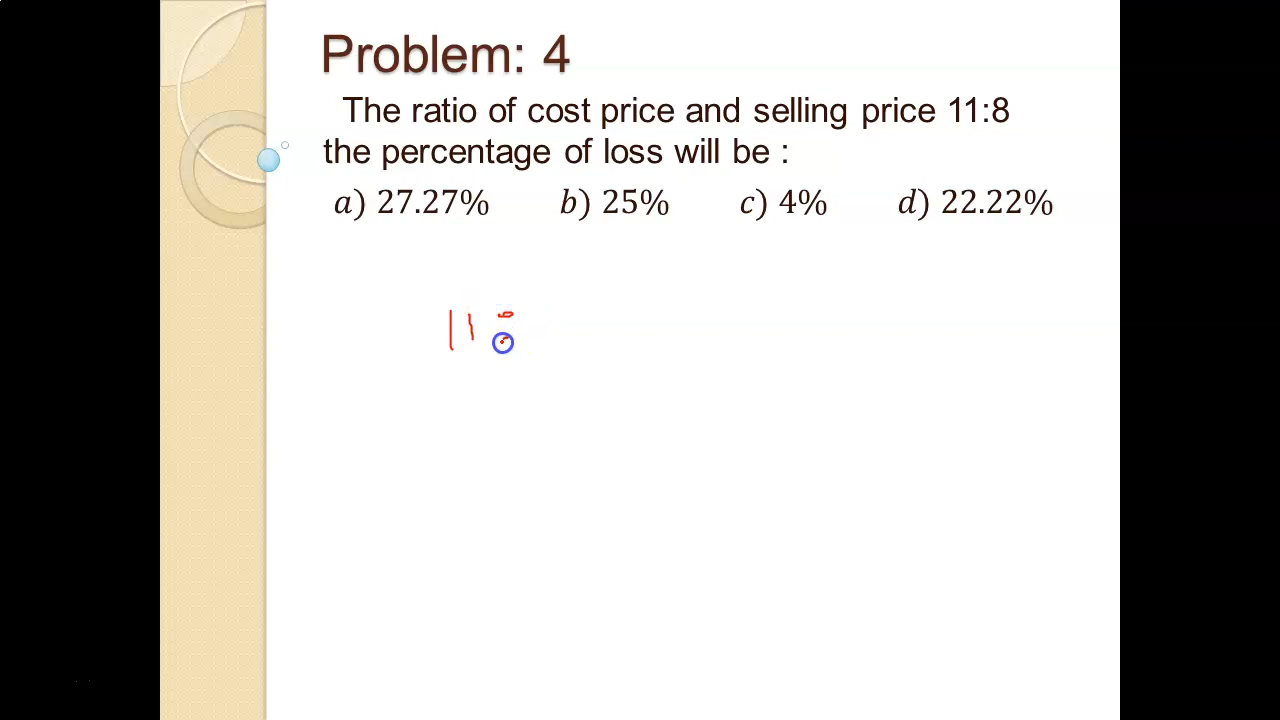 Problem: 4
The ratio of cost price and selling price 11:8
the percentage of loss will be :
a) 27.27% b) 25% c) 4% d) 22.22%
11 :